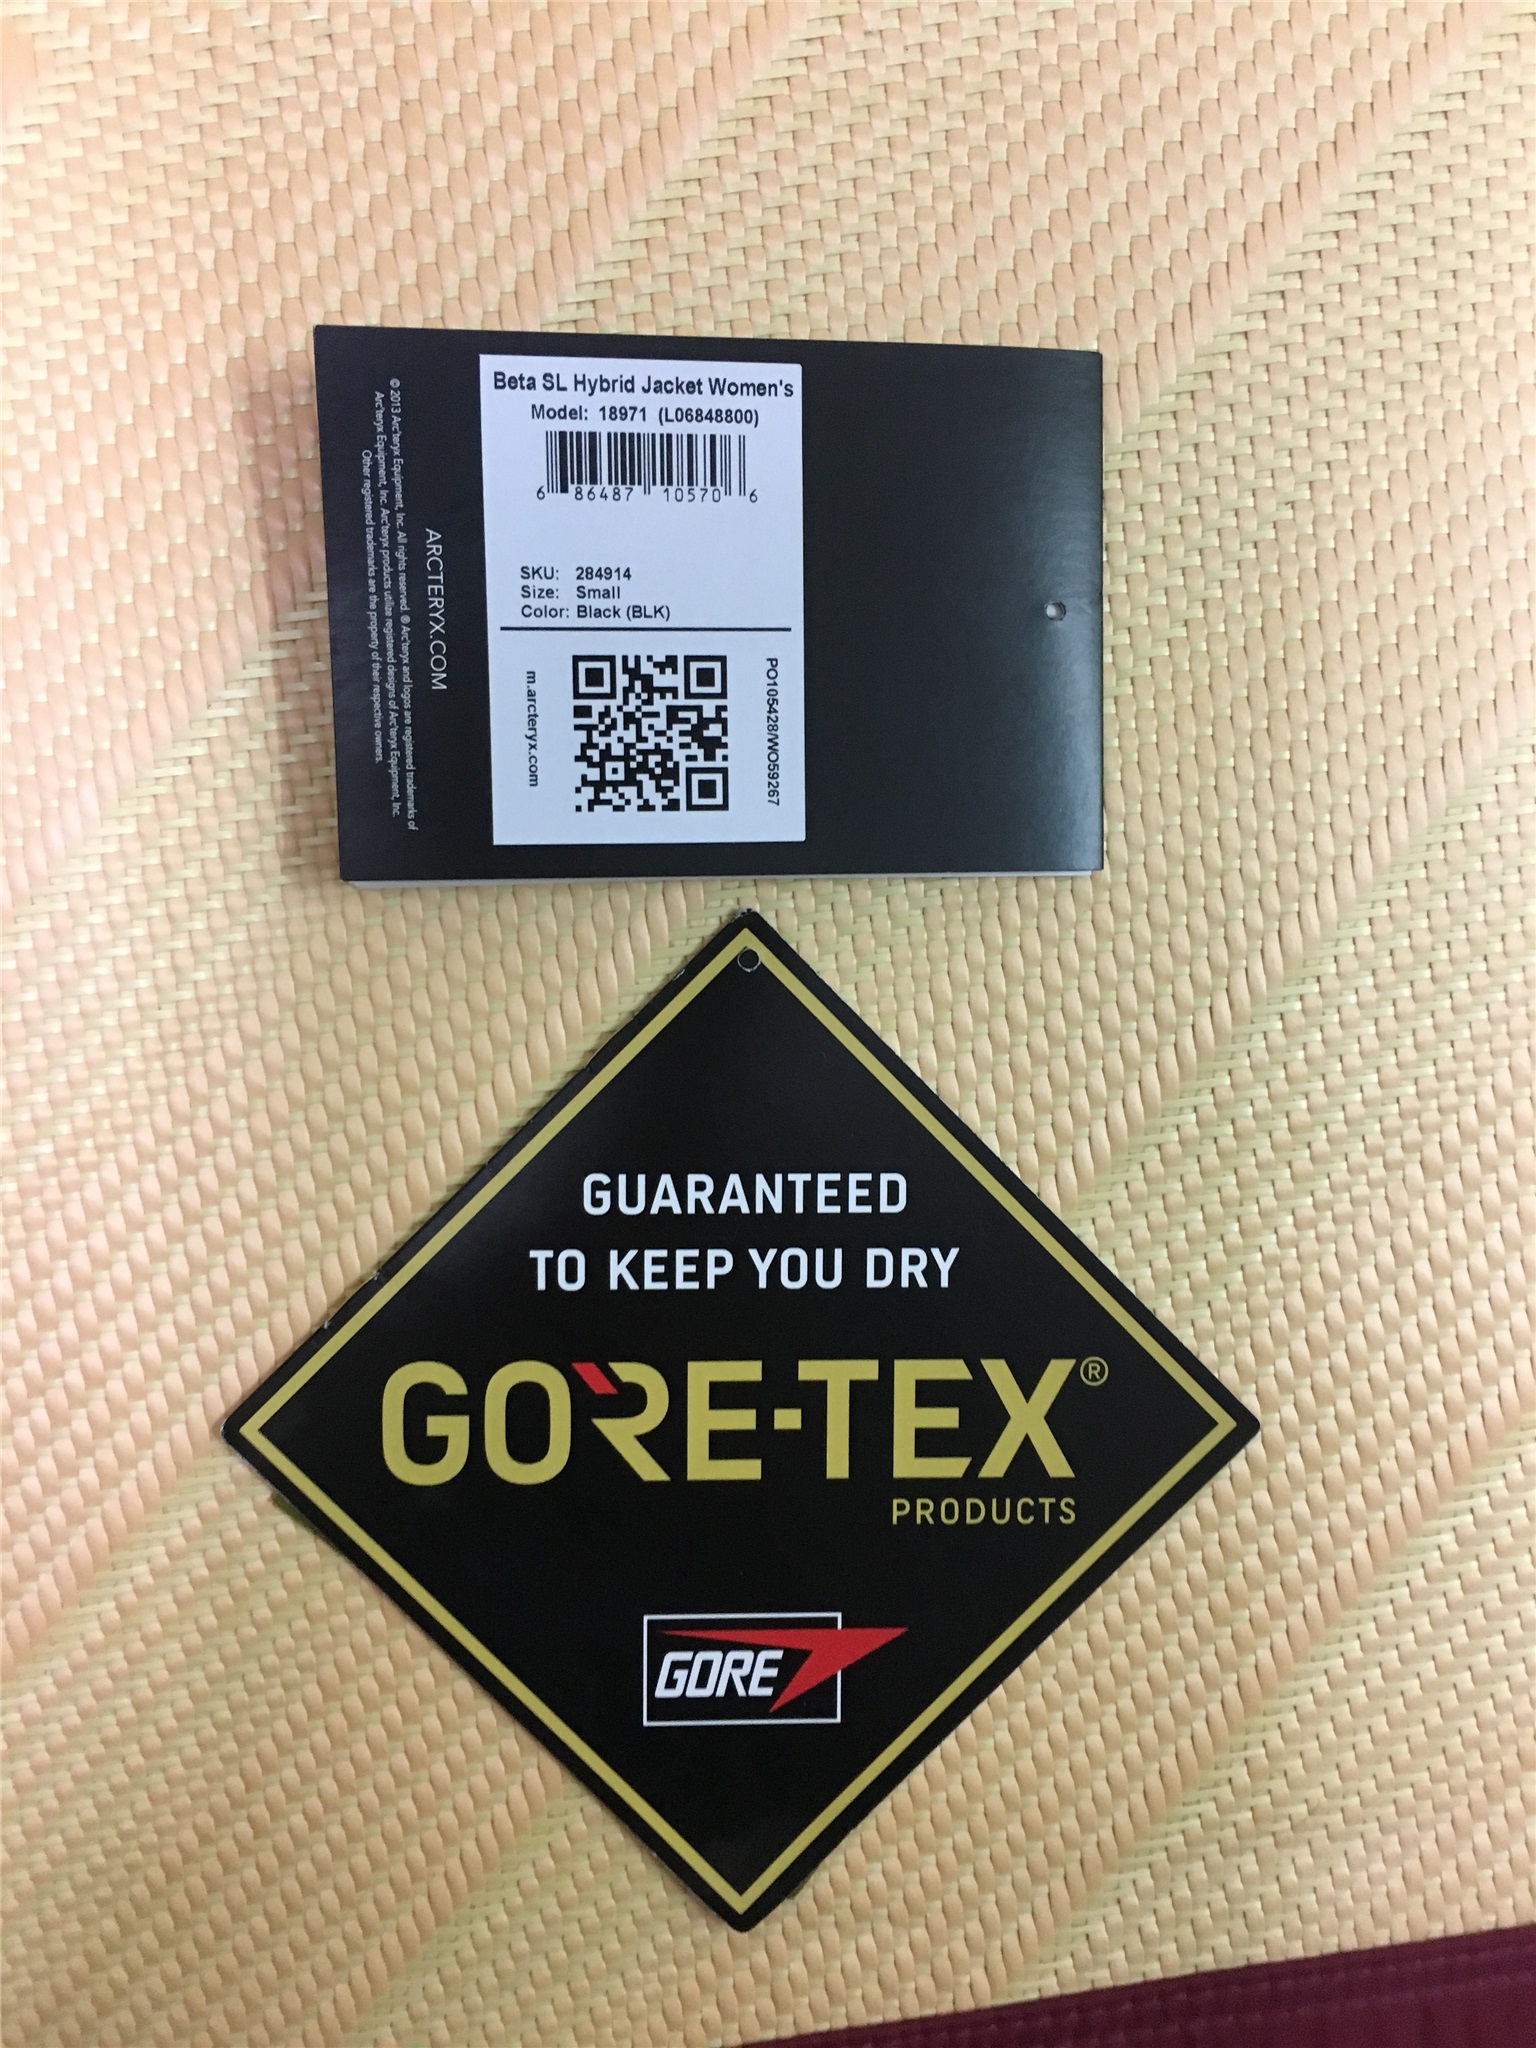 Beta SL Hybrid Jacket Women's
Model: 18971 (L06848800)
6 86487 10570 6
SKU: 284914
Size: Small
Color: Black (BLK)
PO105428/WO59267
m.arcteryx.com
ARCTERYX.COM
© 2013 Arc'teryx Equipment, Inc. All rights reserved. ® Arc'teryx and logos are registered trademarks of
Arc'teryx Equipment, Inc. Arc'teryx products utilize registered designs of Arc'teryx Equipment, Inc.
Other registered trademarks are the property of their respective owners.
GUARANTEED
TO KEEP YOU DRY
GORE-TEX®
PRODUCTS
GORE